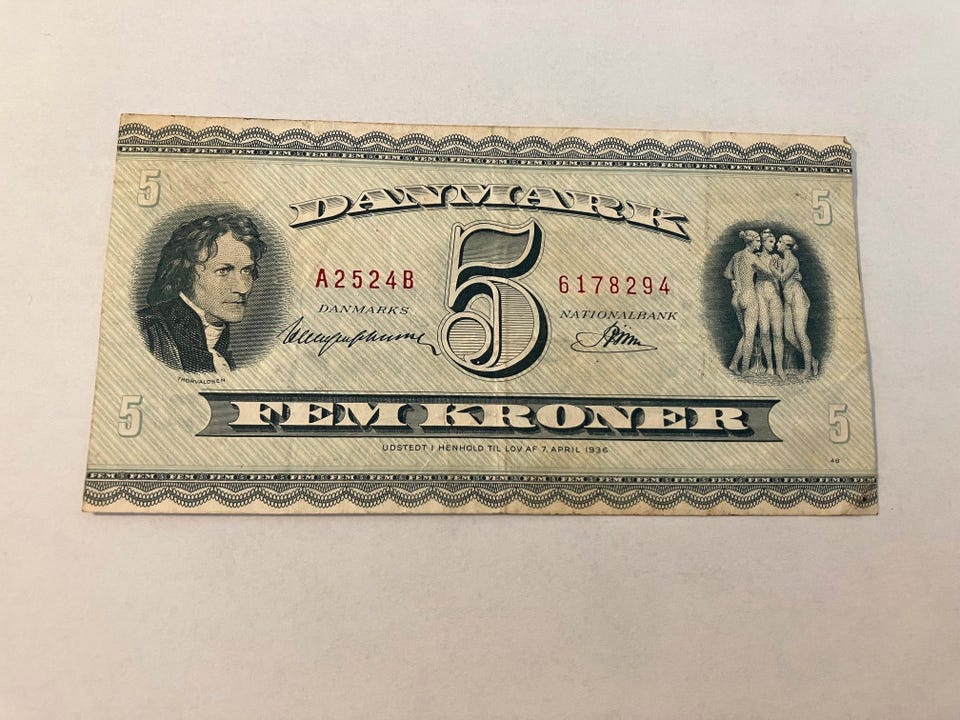 5 5
DANMARK
5
A2524B 6178294
DANMARKS NATIONALBANK
THORVALDSEN
5 5
FEM KRONER
UDSTEDT I HENHOLD TIL LOV AF 7. APRIL 1936
48